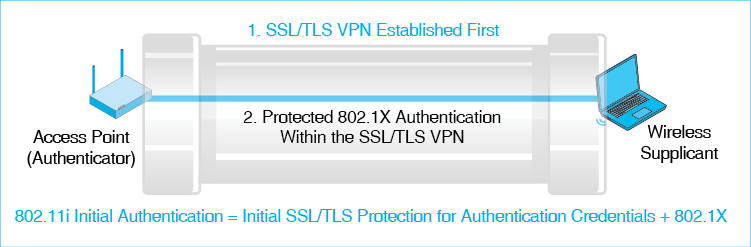 1. SSL/TLS VPN Established First
2. Protected 802.1X Authentication
Within the SSL/TLS VPN
Access Point
(Authenticator)
Wireless
Supplicant
802.11i Initial Authentication = Initial SSL/TLS Protection for Authentication Credentials + 802.1X